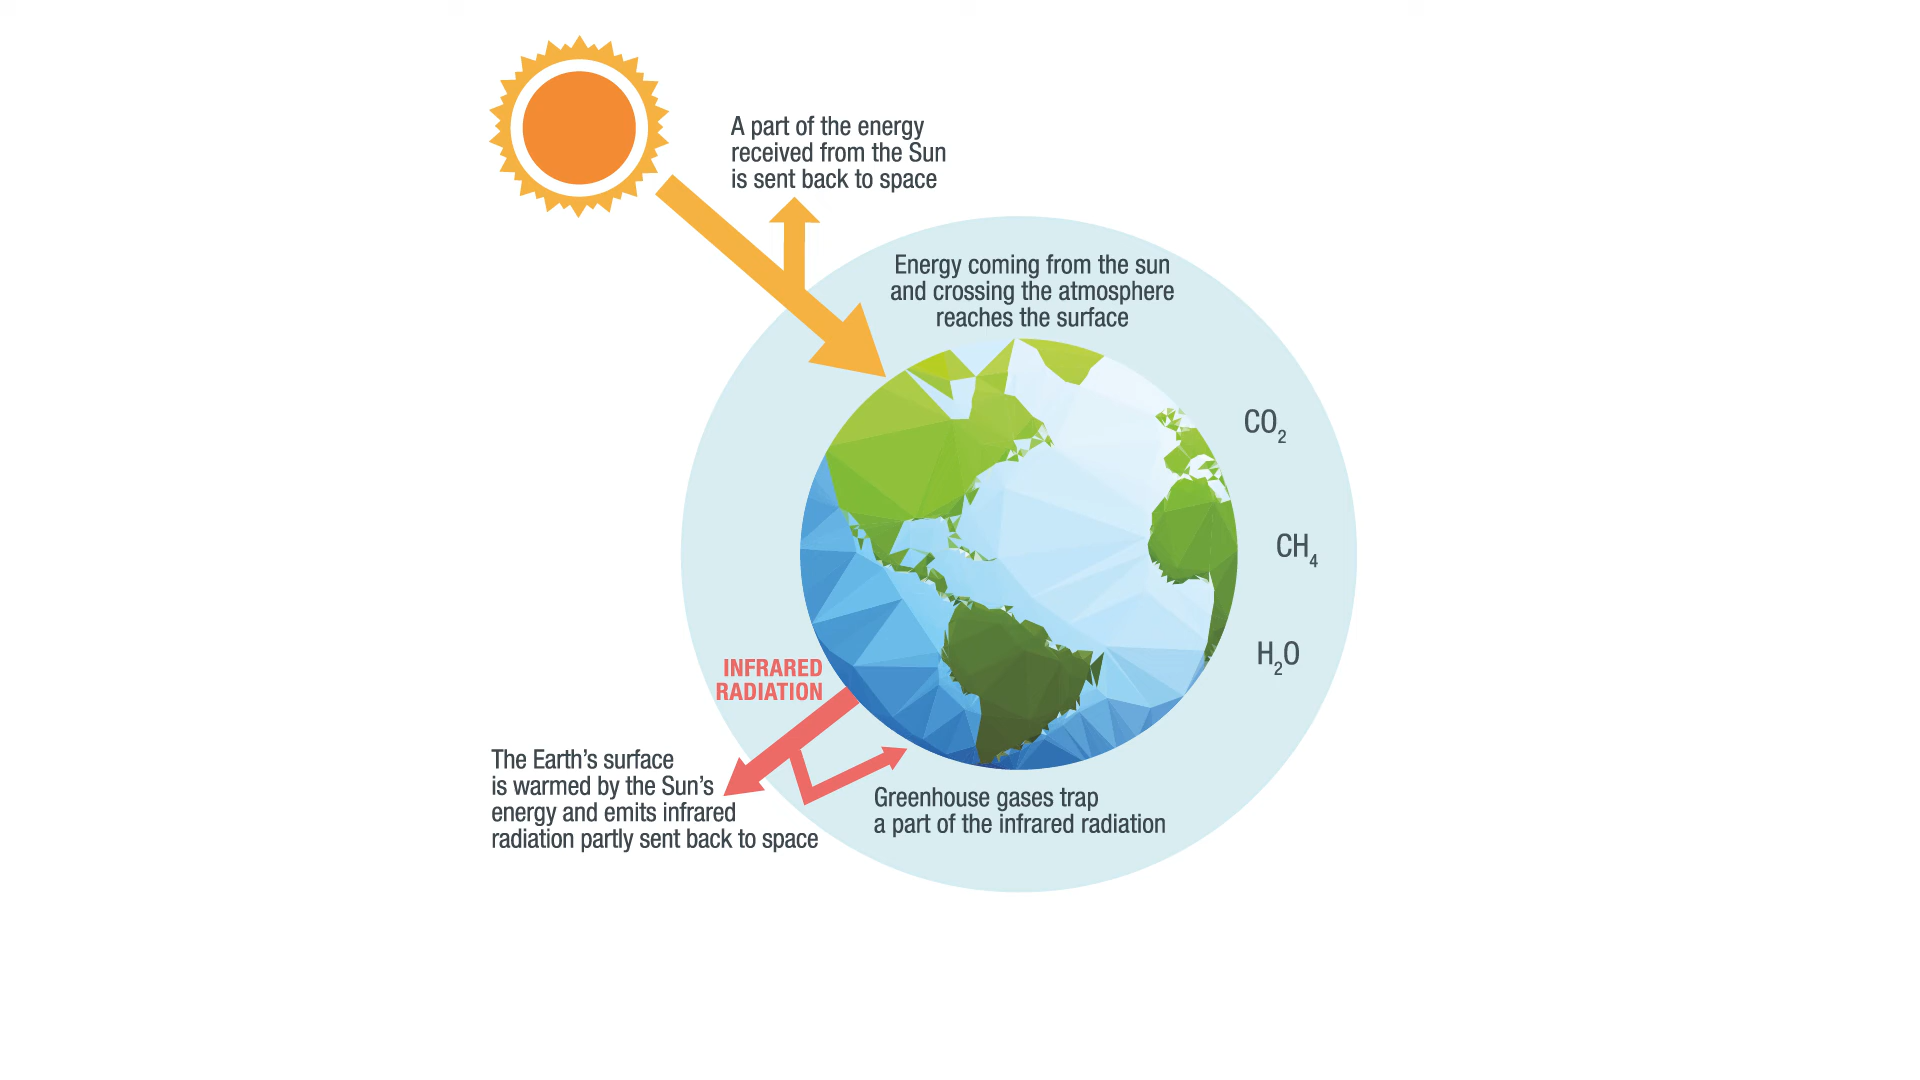 A part of the energy
received from the Sun
is sent back to space
Energy coming from the sun
and crossing the atmosphere
reaches the surface
CO₂
CH₄
H₂O
INFRARED
RADIATION
The Earth's surface
is warmed by the Sun's
energy and emits infrared
radiation partly sent back to space
Greenhouse gases trap
a part of the infrared radiation